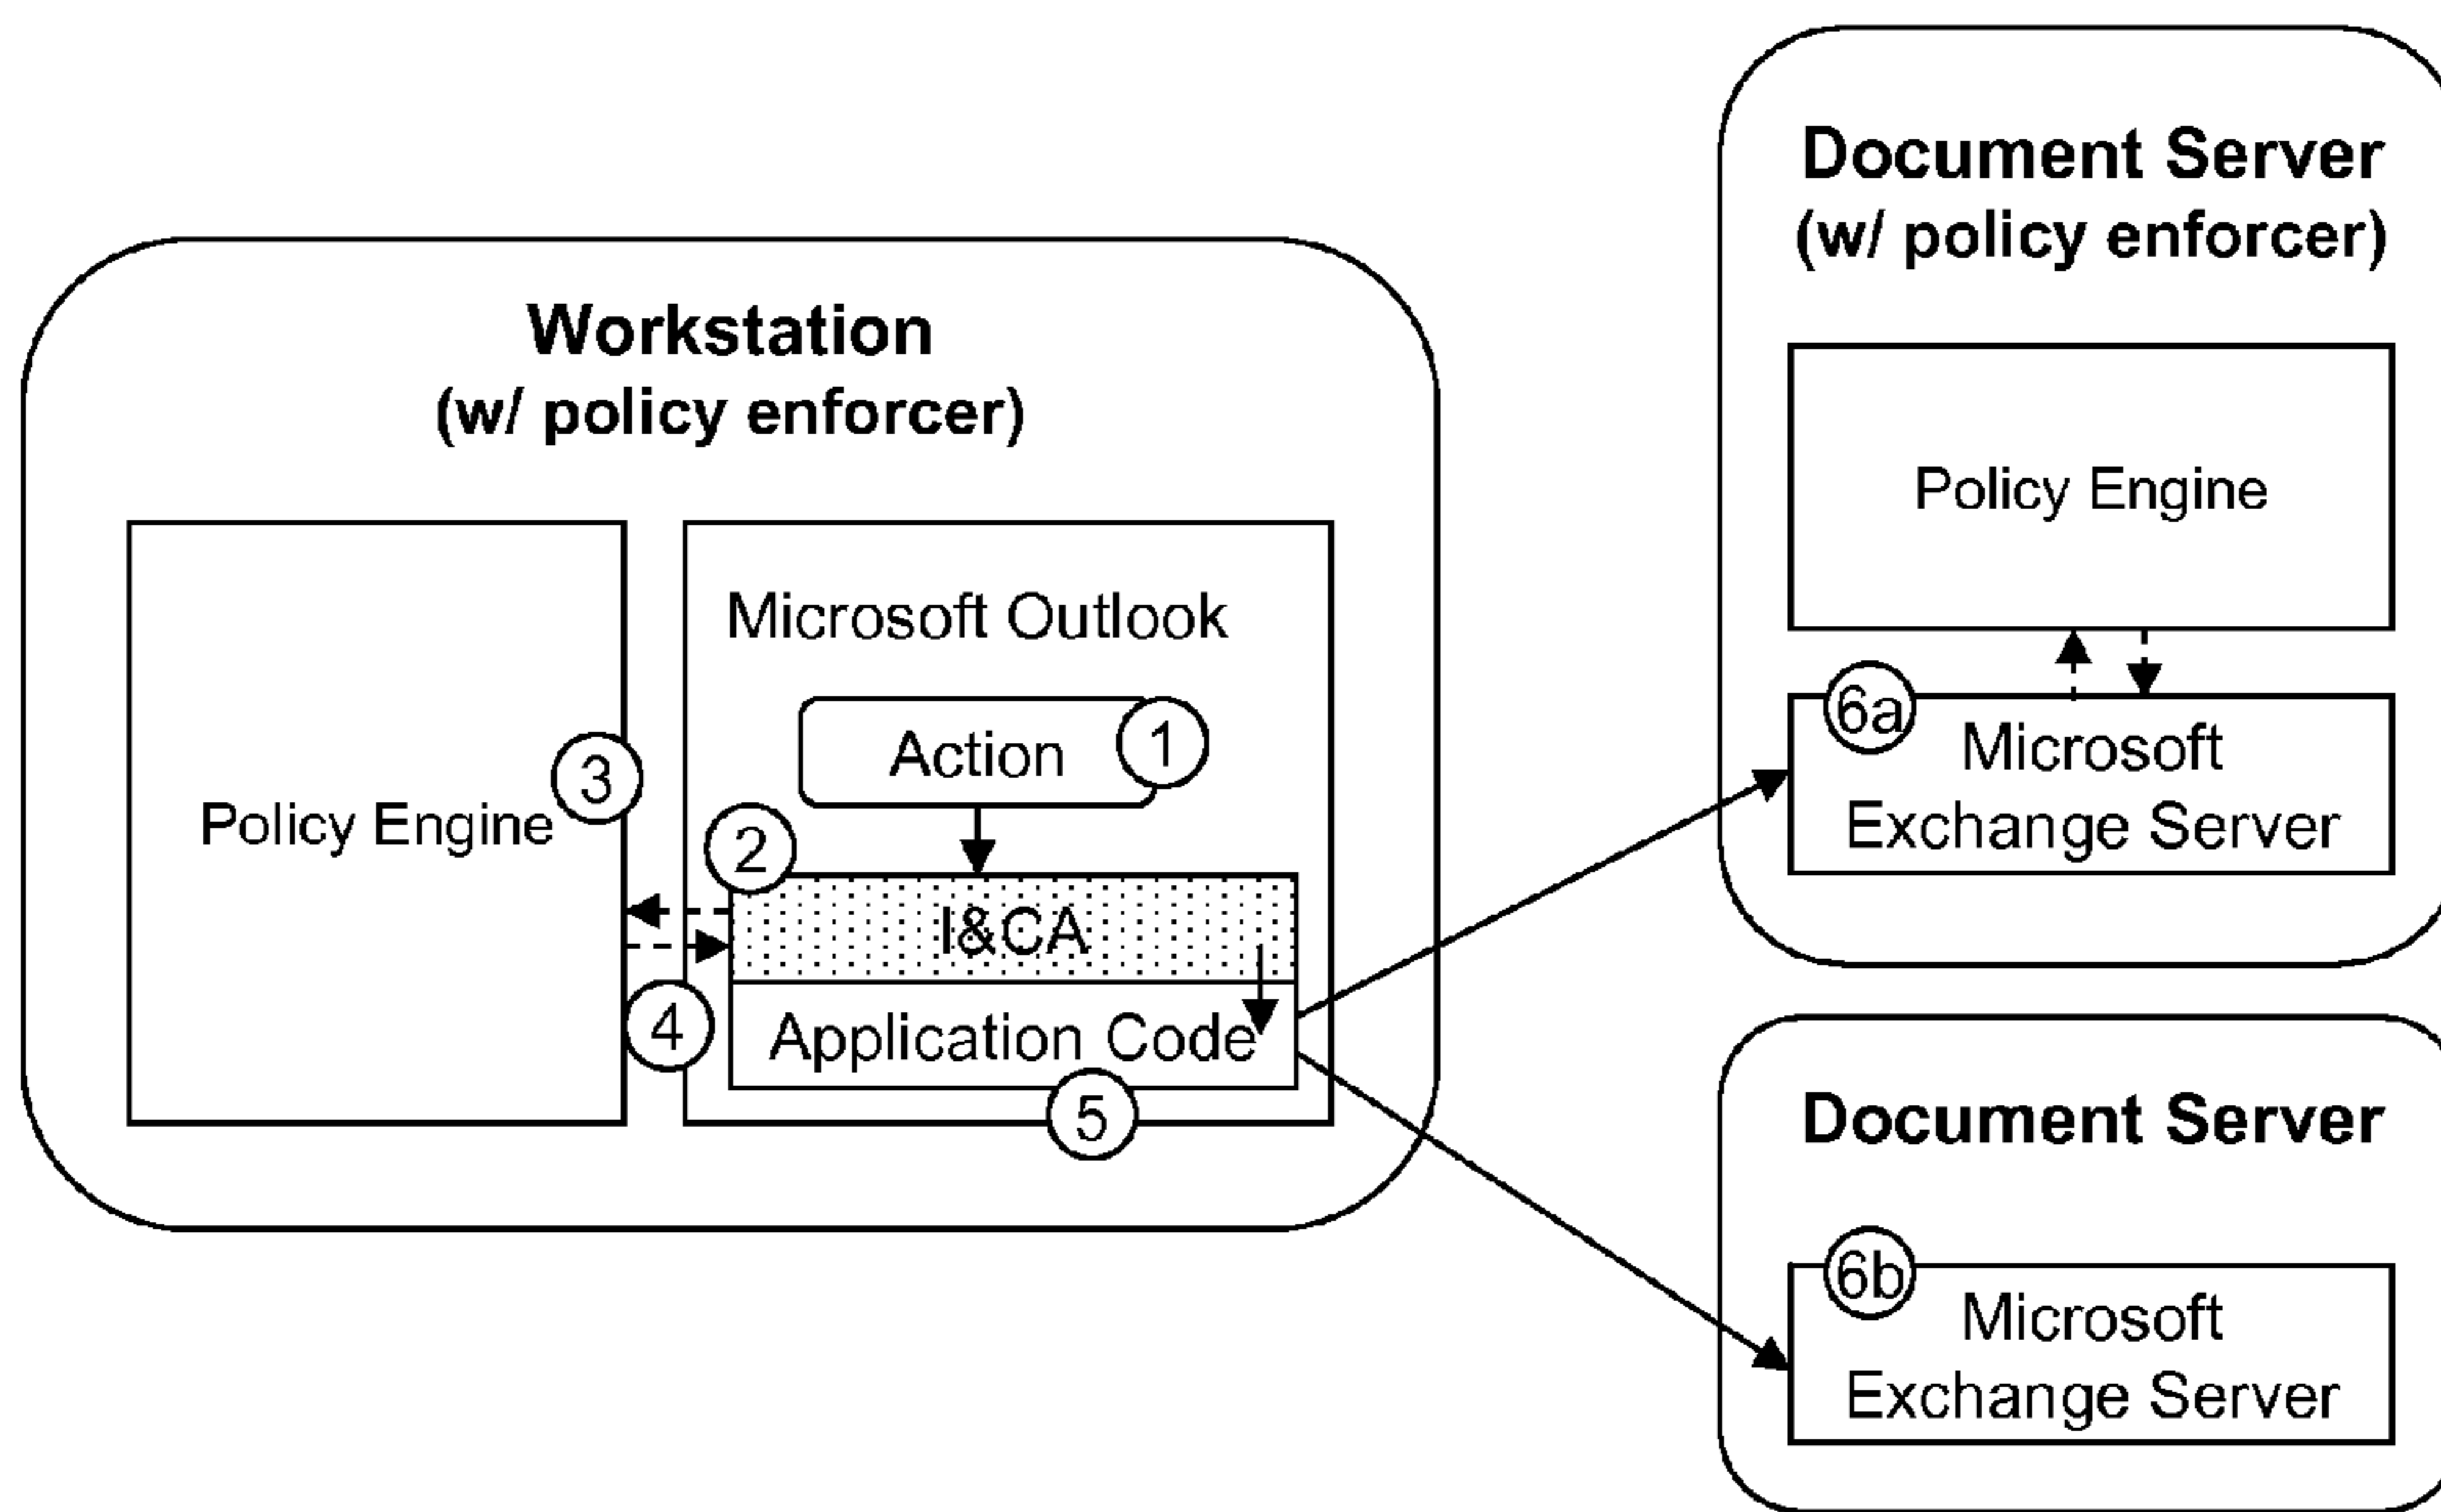 Workstation
(w/ policy enforcer)
Policy Engine
3
Microsoft Outlook
Action
1
2
I&CA
4
Application Code
5
Document Server
(w/ policy enforcer)
Policy Engine
6a
Microsoft
Exchange Server
Document Server
6b
Microsoft
Exchange Server